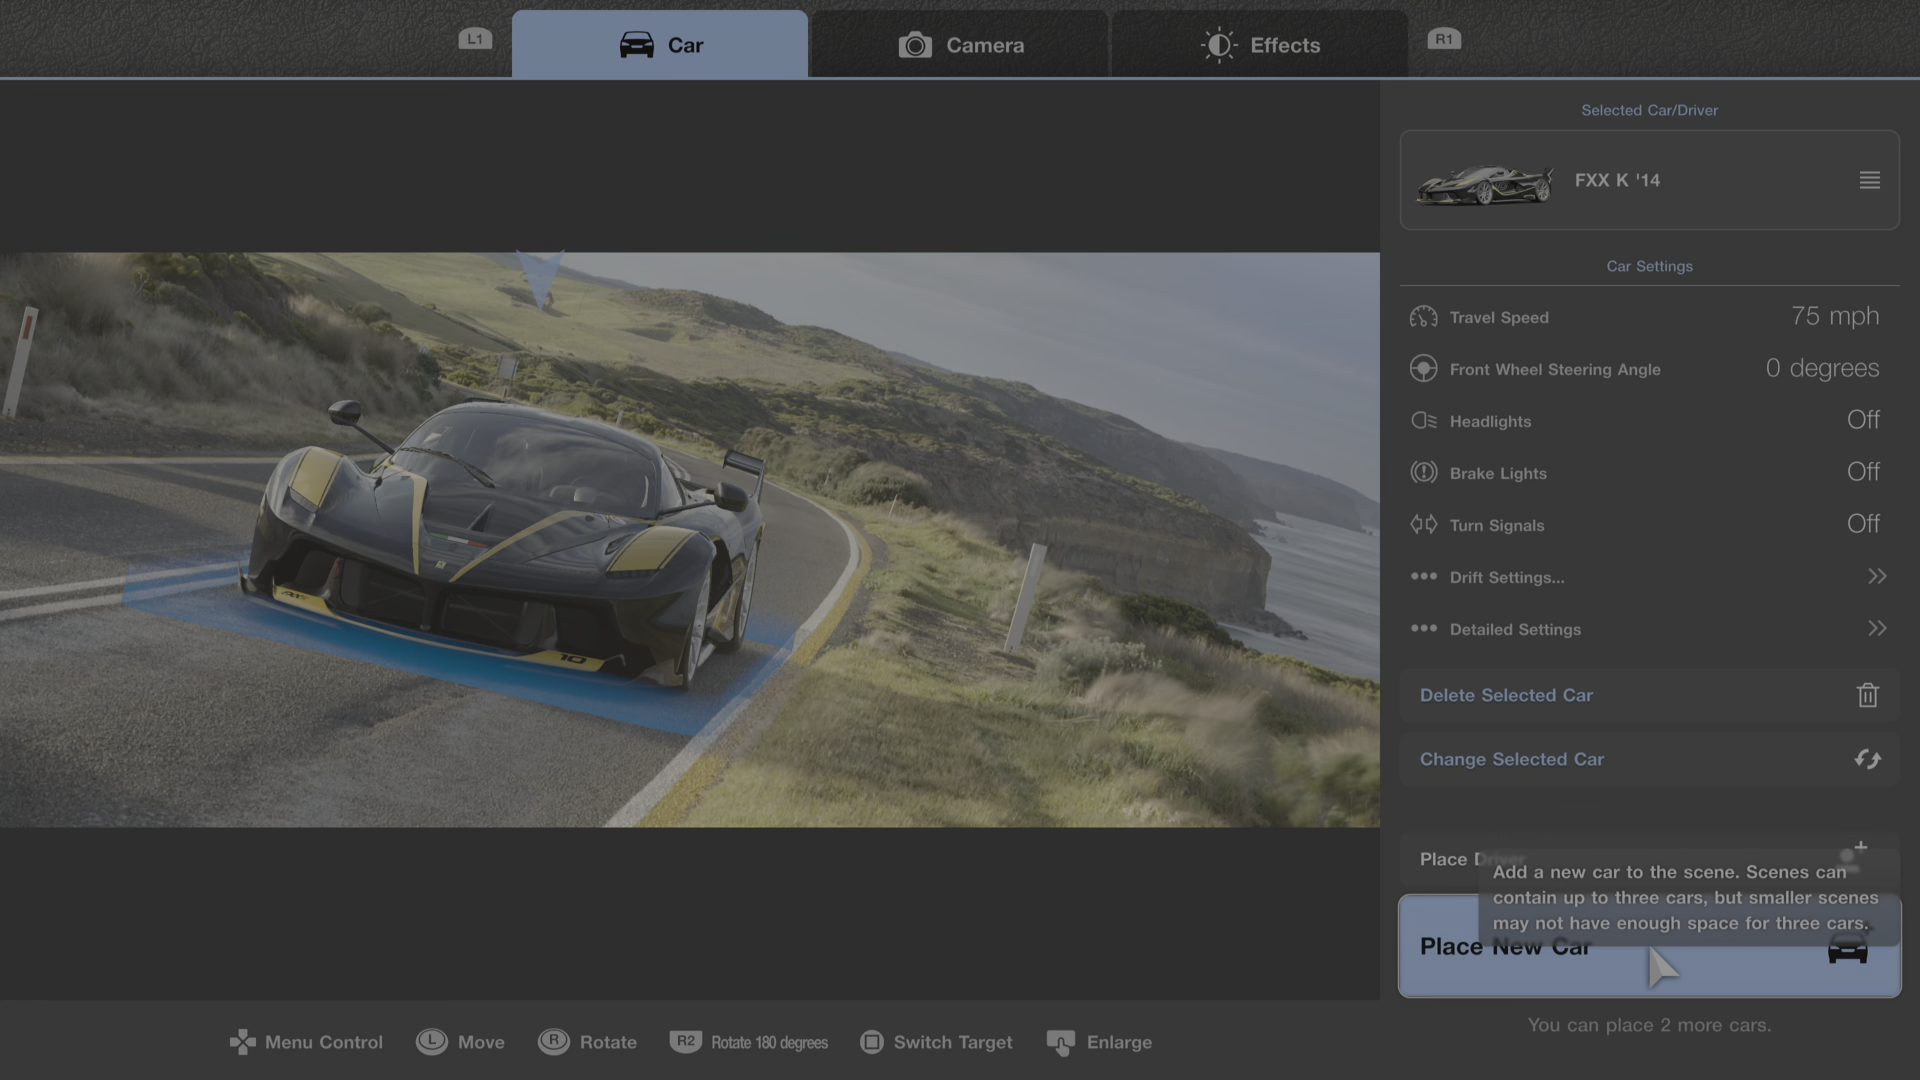 L1
Car
Camera
Effects
R1
Selected Car/Driver
FXX K '14
Car Settings
Travel Speed
75 mph
Front Wheel Steering Angle
0 degrees
Headlights
Off
Brake Lights
Off
Turn Signals
Off
Drift Settings...
Detailed Settings
Delete Selected Car
Change Selected Car
Place Driver
Add a new car to the scene. Scenes can
contain up to three cars, but smaller scenes
may not have enough space for three cars.
Place New Car
You can place 2 more cars.
10
Menu Control
L
Move
R
Rotate
R2
Rotate 180 degrees
Switch Target
Enlarge